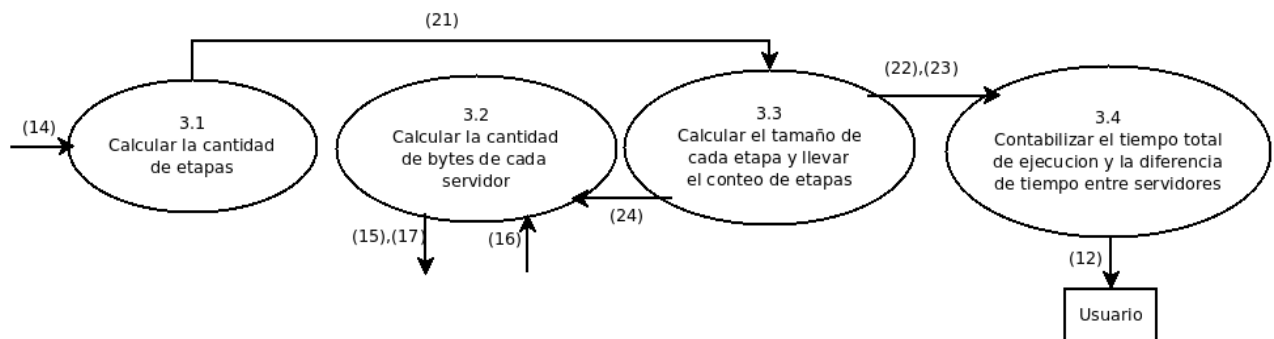 (21)
(14)
3.1
Calcular la cantidad
de etapas
3.2
Calcular la cantidad
de bytes de cada
servidor
3.3
Calcular el tamaño de
cada etapa y llevar
el conteo de etapas
(22),(23)
3.4
Contabilizar el tiempo total
de ejecucion y la diferencia
de tiempo entre servidores
(24)
(15),(17)
(16)
(12)
Usuario